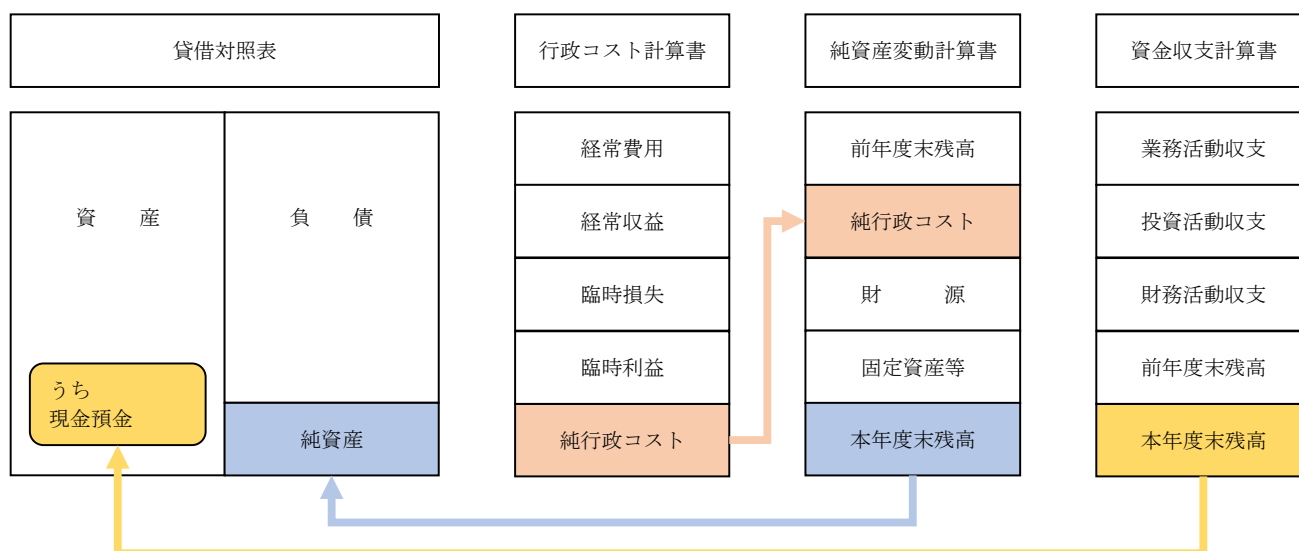 貸借対照表
行政コスト計算書
純資産変動計算書
資金収支計算書
資　　産
負　　債
うち
現金預金
純資産
経常費用
経常収益
臨時損失
臨時利益
純行政コスト
前年度末残高
純行政コスト
財　　源
固定資産等
本年度末残高
業務活動収支
投資活動収支
財務活動収支
前年度末残高
本年度末残高